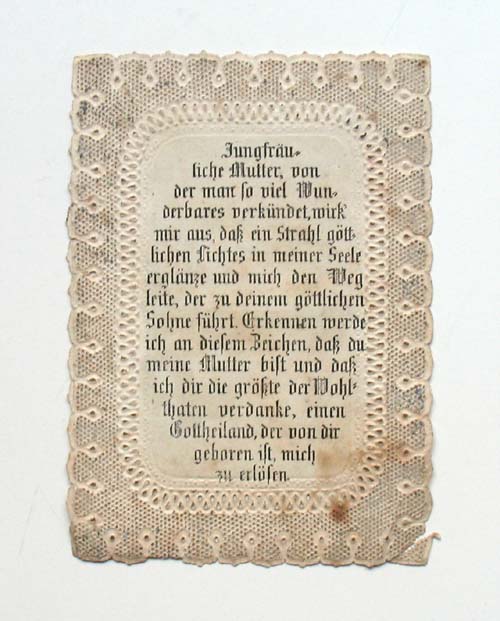 Jungfräu-
liche Mutter, von
der man so viel Wun-
derbares verkündet, wirk'
mir aus, daß ein Strahl gött-
lichen Lichtes in meiner Seele
erglänze und mich den Weg
leite, der zu deinem göttlichen
Sohne führt. Erkennen werde
ich an diesem Zeichen, daß du
meine Mutter bist und daß
ich dir die größte der Wohl-
thaten verdanke, einen
Gottheiland, der von dir
geboren ist, mich
zu erlösen.